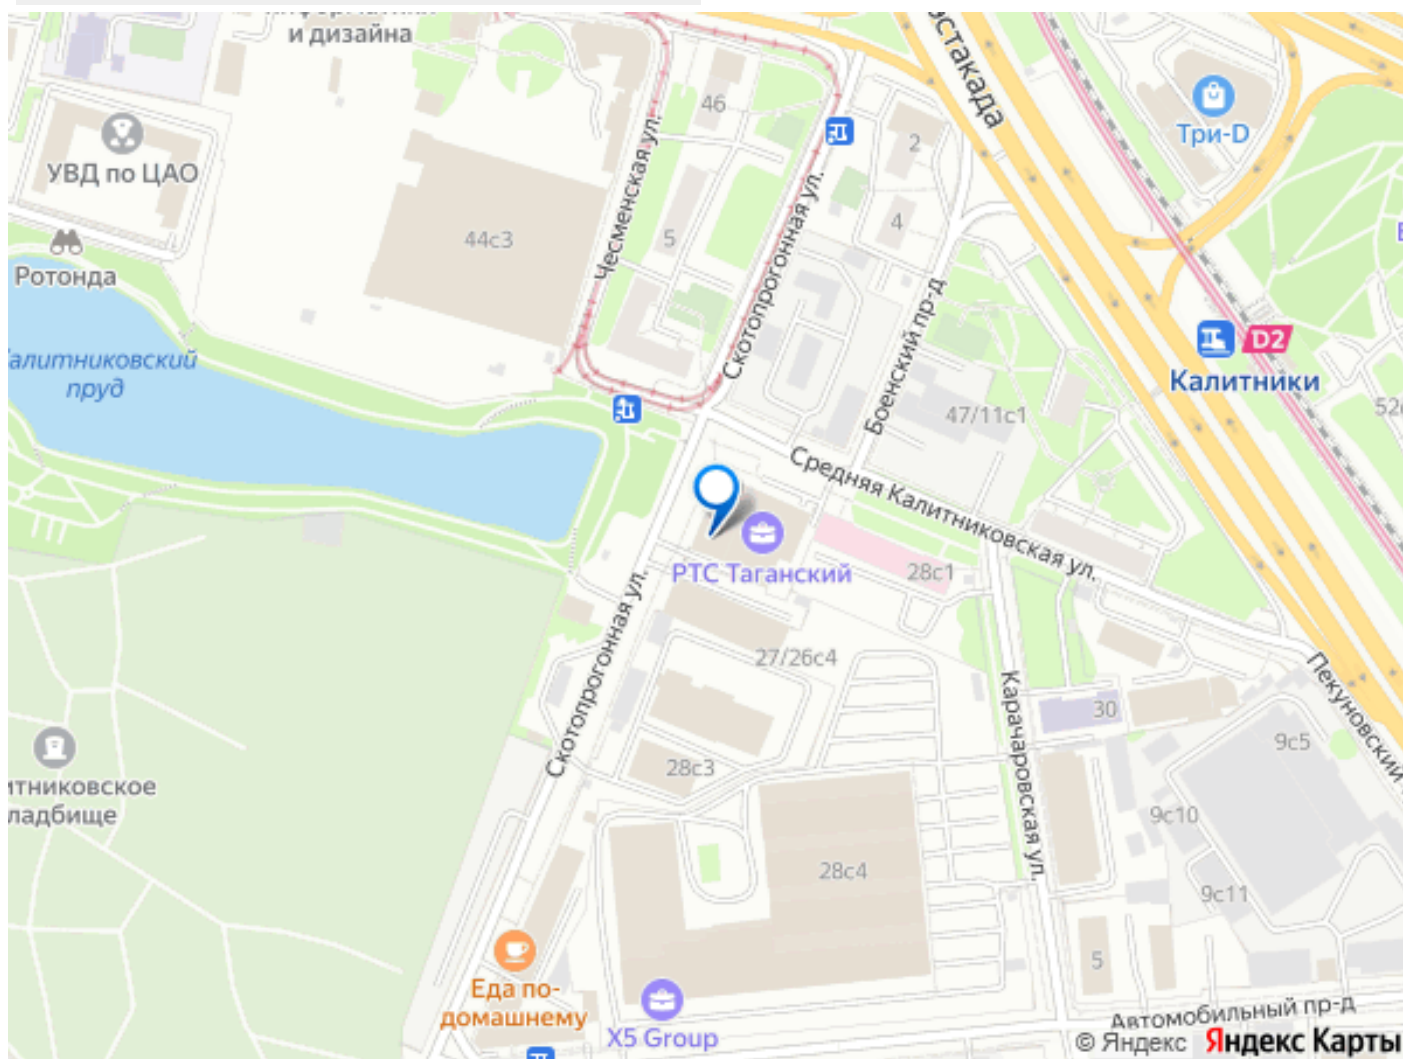 и дизайна
эстакада
Три-D
46
2
УВД по ЦАО
Чесменская ул.
Скотопрогонная ул.
4
5
44с3
Ротонда
Боенский пр-д
D2
Калитники
алитниковский
пруд
47/11с1
Средняя Калитниковская ул.
РТС Таганский
28с1
Скотопрогонная ул.
27/26с4
Карачаровская ул.
Пекуновский
30
9с5
итниковское
ладбище
28с3
9с10
28с4
9с11
Еда по-
домашнему
X5 Group
5
Автомобильный пр-д
© Яндекс Яндекс Карты